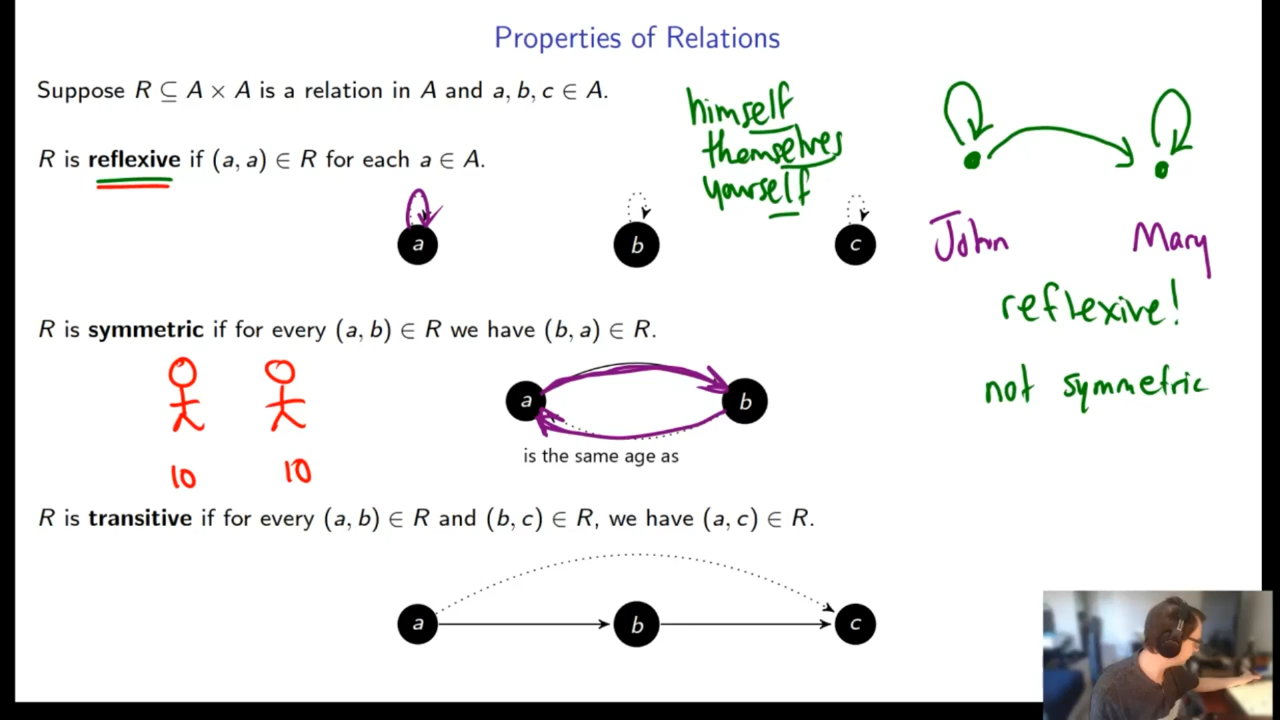 Properties of Relations
Suppose R ⊆ A × A is a relation in A and a, b, c ∈ A.
himself
themselves
yourself
R is reflexive if (a, a) ∈ R for each a ∈ A.
a
b
c
John
Mary
reflexive!
R is symmetric if for every (a, b) ∈ R we have (b, a) ∈ R.
not symmetric
a
b
is the same age as
10
10
R is transitive if for every (a, b) ∈ R and (b, c) ∈ R, we have (a, c) ∈ R.
a
b
c